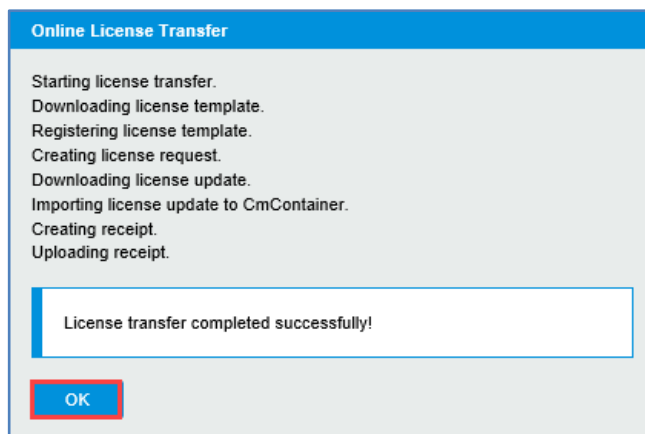 Online License Transfer
Starting license transfer.
Downloading license template.
Registering license template.
Creating license request.
Downloading license update.
Importing license update to CmContainer.
Creating receipt.
Uploading receipt.
License transfer completed successfully!
OK